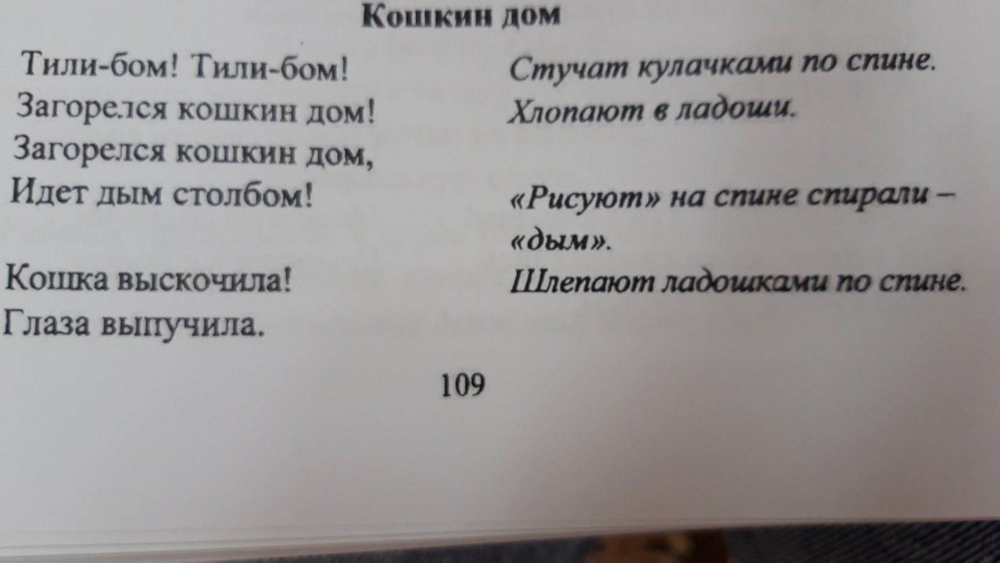 Кошкин дом
Тили-бом! Тили-бом! Стучат кулачками по спине.
Загорелся кошкин дом! Хлопают в ладоши.
Загорелся кошкин дом,
Идет дым столбом! «Рисуют» на спине спирали –
«дым».
Кошка выскочила! Шлепают ладошками по спине.
Глаза выпучила.
109